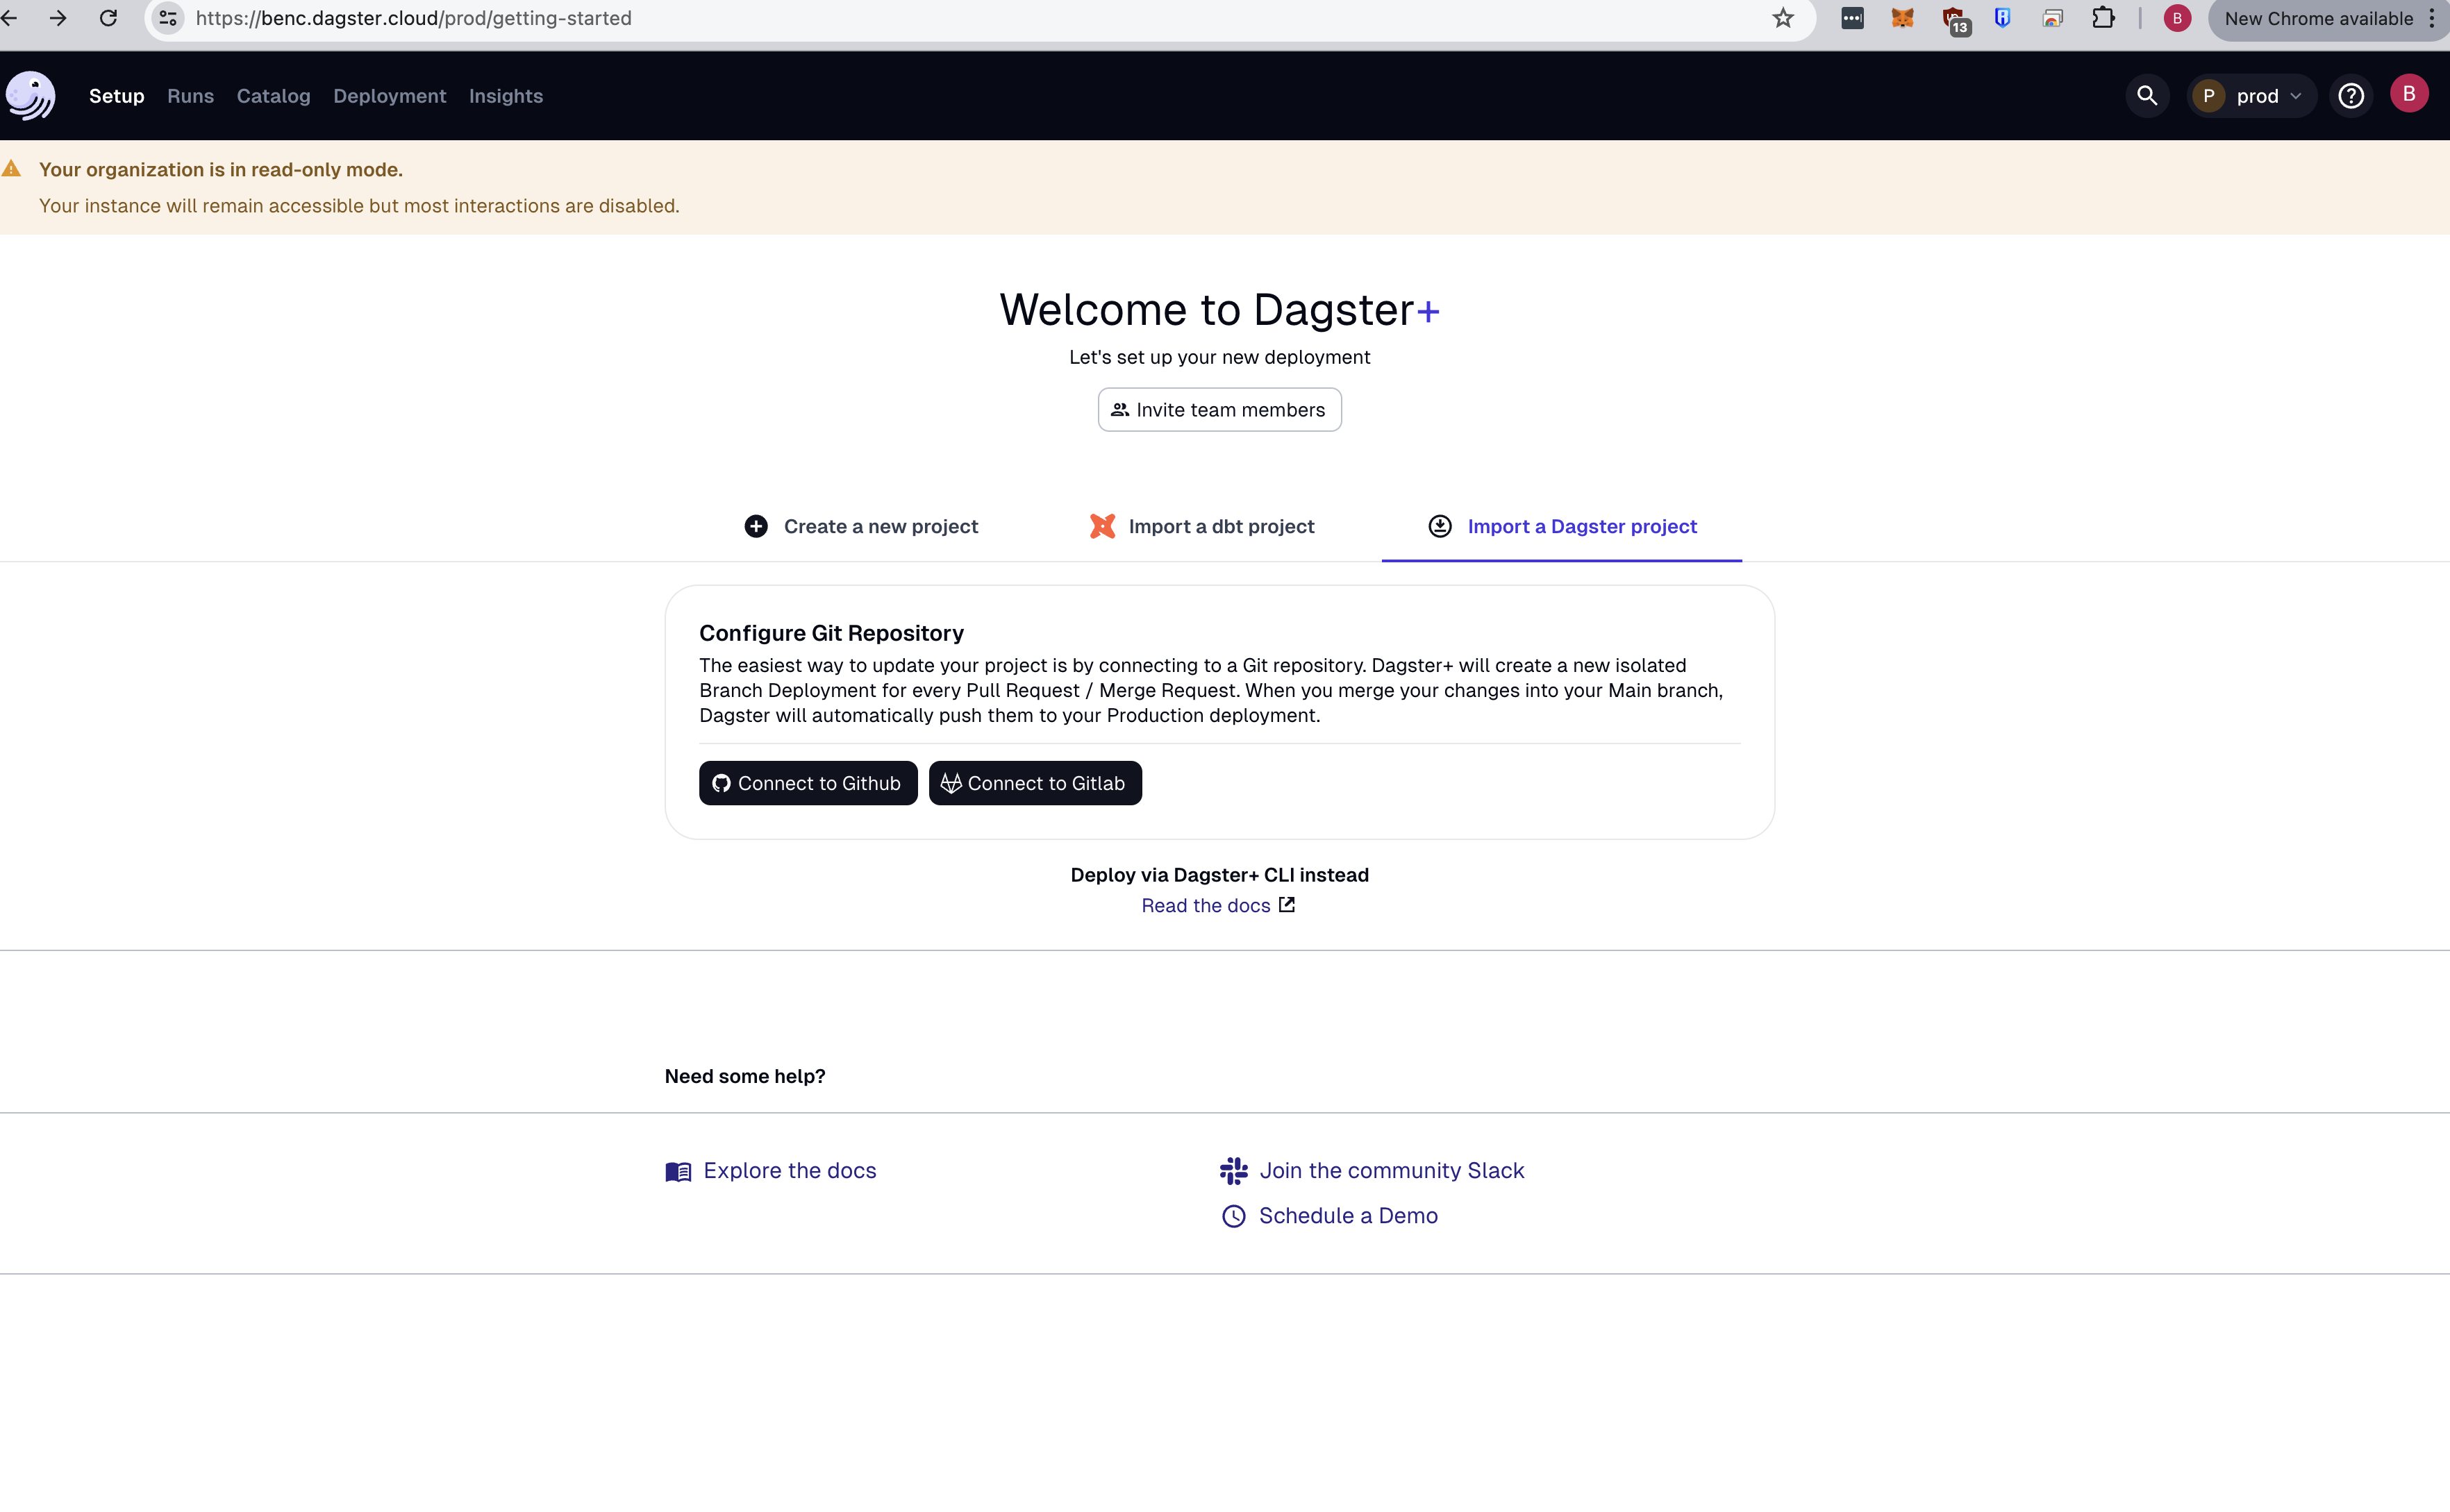 https://benc.dagster.cloud/prod/getting-started
13
B
New Chrome available
Setup Runs Catalog Deployment Insights
P prod
B
Your organization is in read-only mode.
Your instance will remain accessible but most interactions are disabled.
Welcome to Dagster+
Let's set up your new deployment
Invite team members
Create a new project
Import a dbt project
Import a Dagster project
Configure Git Repository
The easiest way to update your project is by connecting to a Git repository. Dagster+ will create a new isolated
Branch Deployment for every Pull Request / Merge Request. When you merge your changes into your Main branch,
Dagster will automatically push them to your Production deployment.
Connect to Github
Connect to Gitlab
Deploy via Dagster+ CLI instead
Read the docs
Need some help?
Explore the docs
Join the community Slack
Schedule a Demo